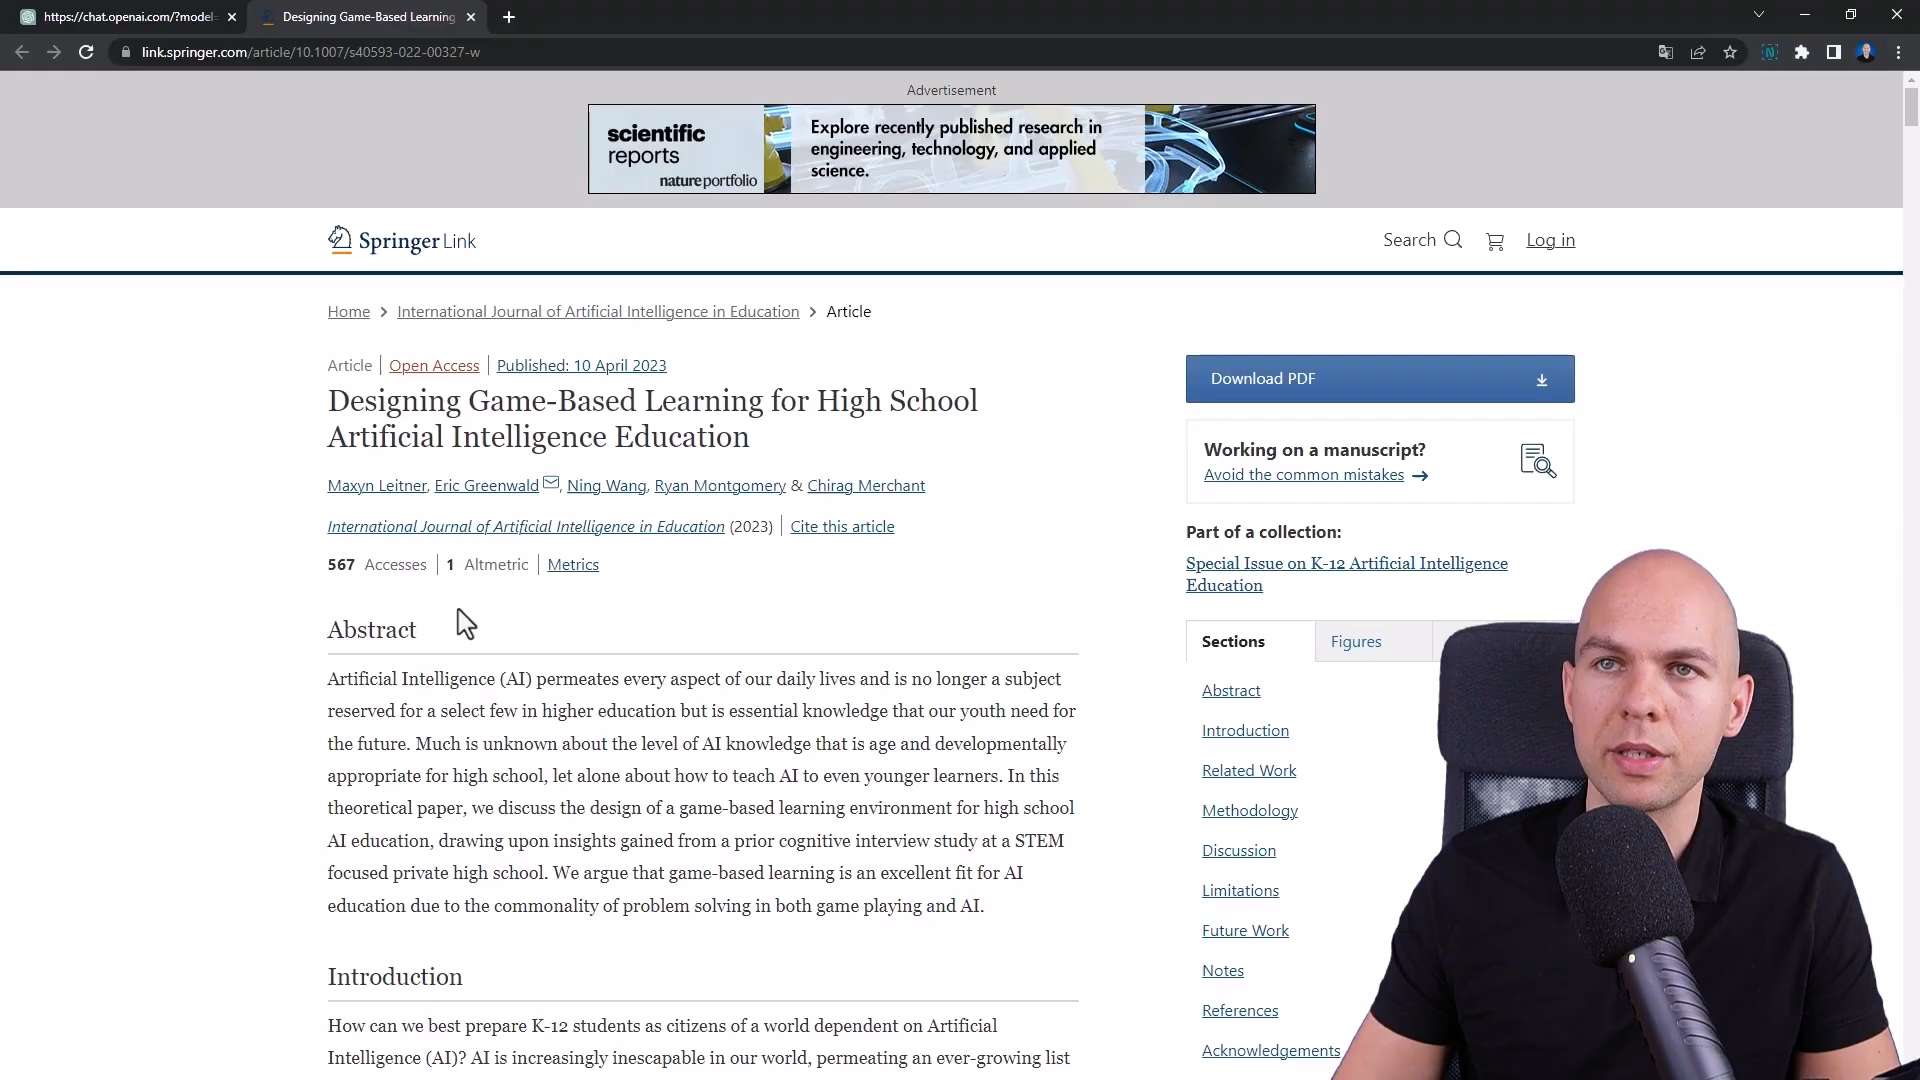 https://chat.openai.com/?model=
Designing Game-Based Learning
link.springer.com/article/10.1007/s40593-022-00327-w
Advertisement
scientific
reports
natureportfolio
Explore recently published research in
engineering, technology, and applied
science.
Springer Link
Search
Log in
Home > International Journal of Artificial Intelligence in Education > Article
Article | Open Access | Published: 10 April 2023
Designing Game-Based Learning for High School
Artificial Intelligence Education
Maxyn Leitner, Eric Greenwald, Ning Wang, Ryan Montgomery & Chirag Merchant
International Journal of Artificial Intelligence in Education (2023) | Cite this article
567 Accesses | 1 Altmetric | Metrics
Abstract
Artificial Intelligence (AI) permeates every aspect of our daily lives and is no longer a subject
reserved for a select few in higher education but is essential knowledge that our youth need for
the future. Much is unknown about the level of AI knowledge that is age and developmentally
appropriate for high school, let alone about how to teach AI to even younger learners. In this
theoretical paper, we discuss the design of a game-based learning environment for high school
AI education, drawing upon insights gained from a prior cognitive interview study at a STEM
focused private high school. We argue that game-based learning is an excellent fit for AI
education due to the commonality of problem solving in both game playing and AI.
Introduction
How can we best prepare K-12 students as citizens of a world dependent on Artificial
Intelligence (AI)? AI is increasingly inescapable in our world, permeating an ever-growing list
Download PDF
Working on a manuscript?
Avoid the common mistakes →
Part of a collection:
Special Issue on K-12 Artificial Intelligence
Education
Sections
Figures
Abstract
Introduction
Related Work
Methodology
Discussion
Limitations
Future Work
Notes
References
Acknowledgements